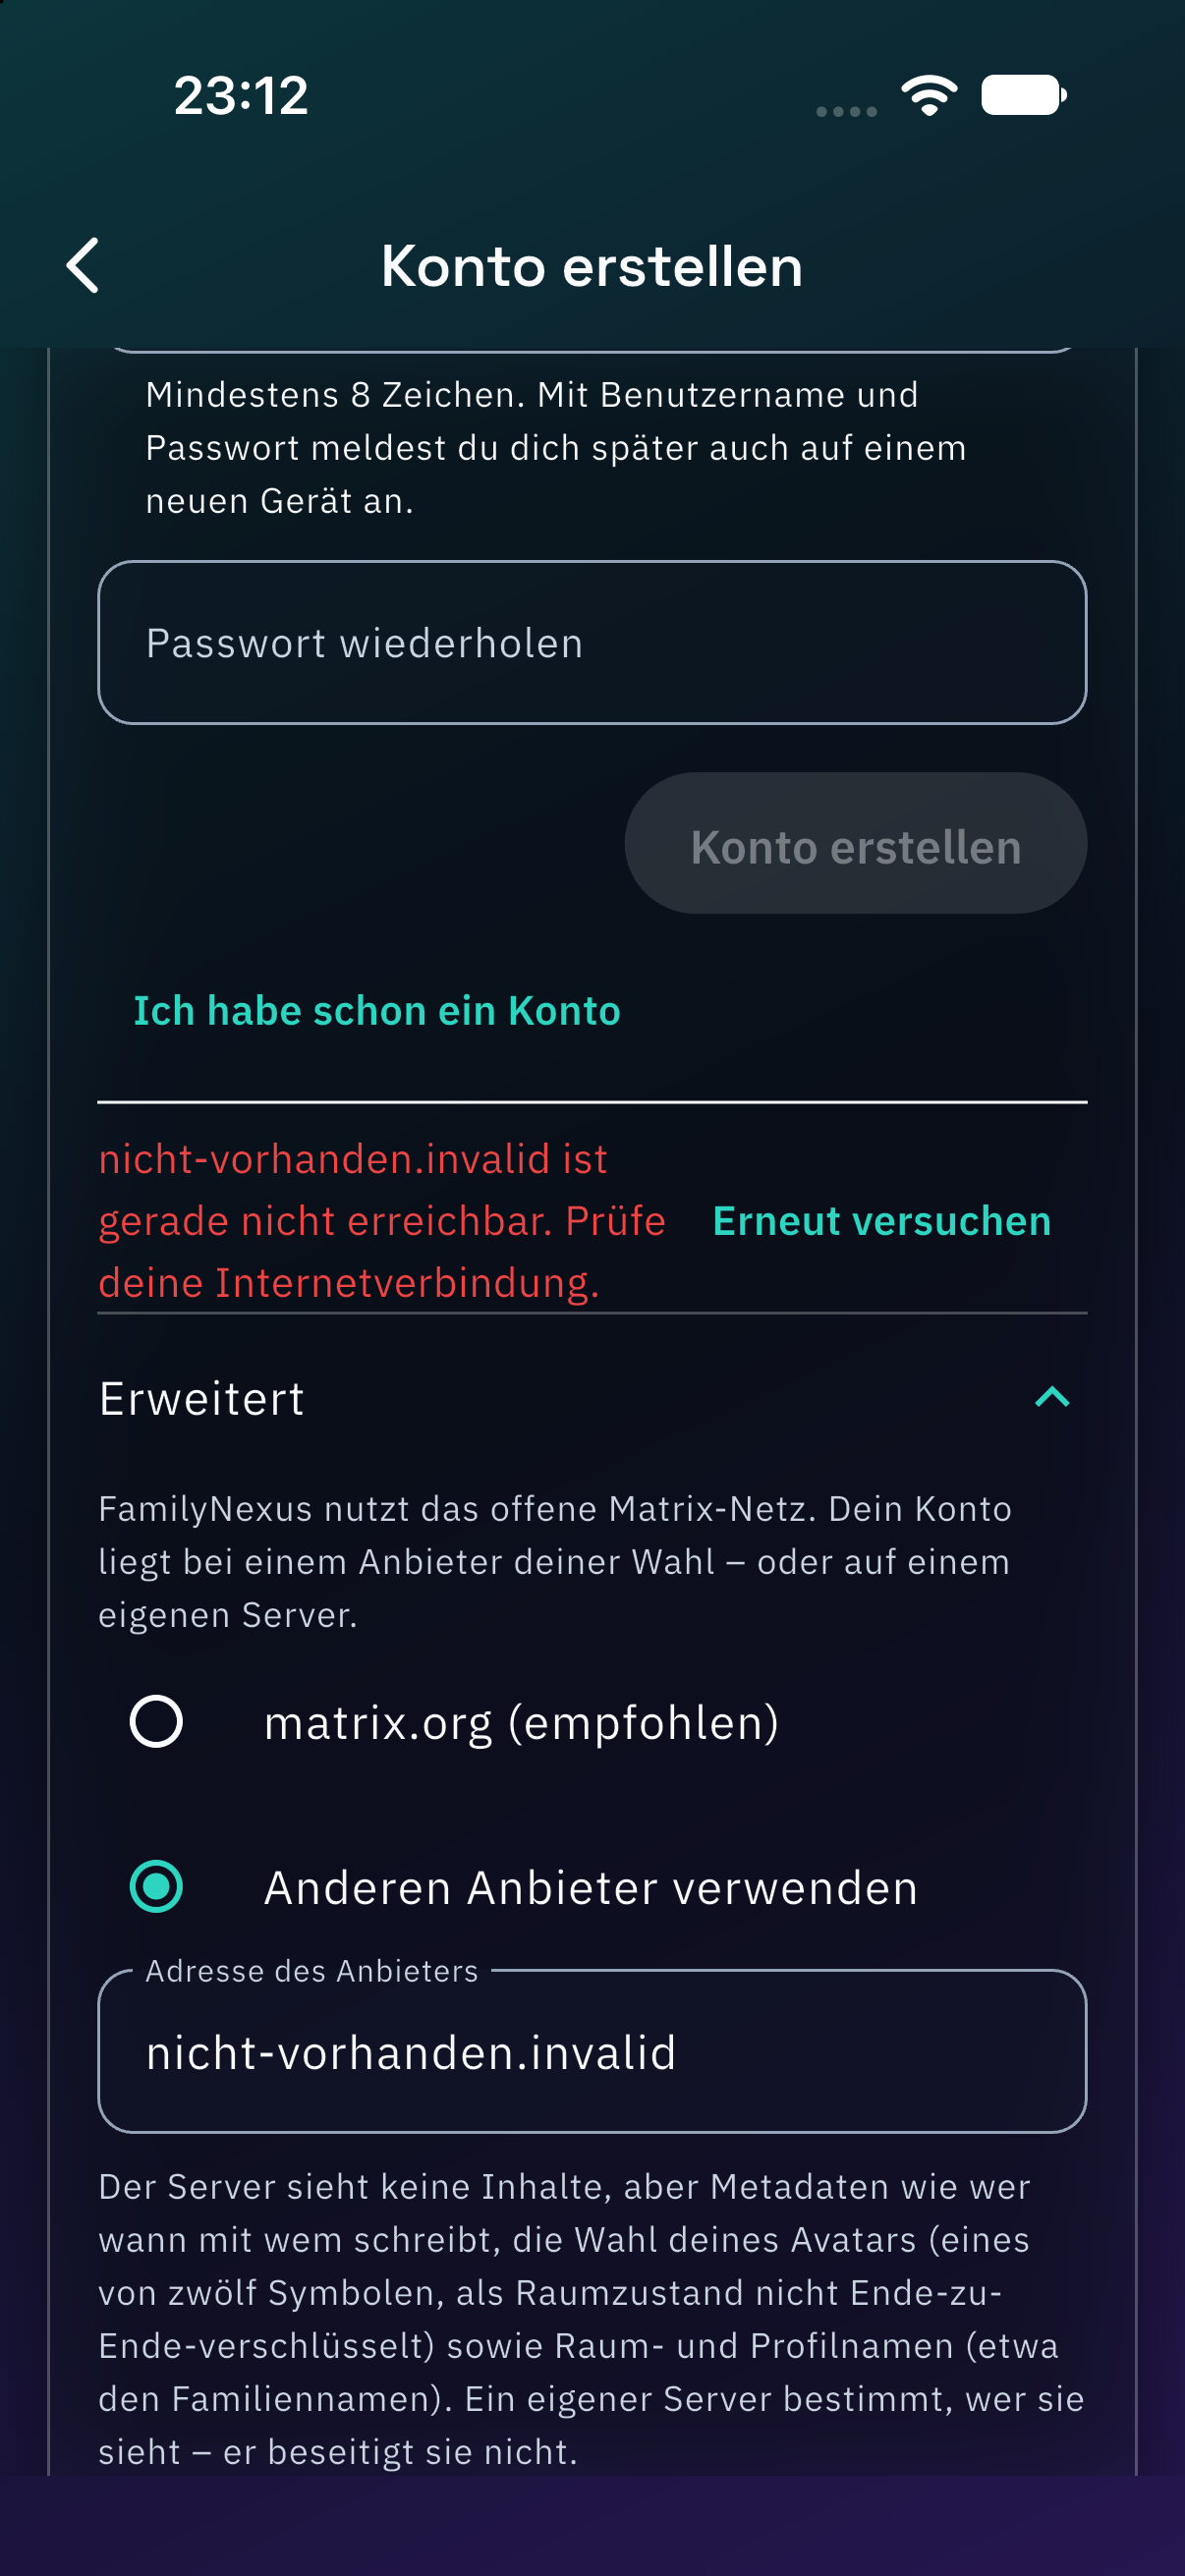 23:12
Konto erstellen
Mindestens 8 Zeichen. Mit Benutzername und
Passwort meldest du dich später auch auf einem
neuen Gerät an.
Passwort wiederholen
Konto erstellen
Ich habe schon ein Konto
nicht-vorhanden.invalid ist
gerade nicht erreichbar. Prüfe
deine Internetverbindung.
Erneut versuchen
Erweitert
FamilyNexus nutzt das offene Matrix-Netz. Dein Konto
liegt bei einem Anbieter deiner Wahl – oder auf einem
eigenen Server.
matrix.org (empfohlen)
Anderen Anbieter verwenden
Adresse des Anbieters
nicht-vorhanden.invalid
Der Server sieht keine Inhalte, aber Metadaten wie wer
wann mit wem schreibt, die Wahl deines Avatars (eines
von zwölf Symbolen, als Raumzustand nicht Ende-zu-
Ende-verschlüsselt) sowie Raum- und Profilnamen (etwa
den Familiennamen). Ein eigener Server bestimmt, wer sie
sieht – er beseitigt sie nicht.